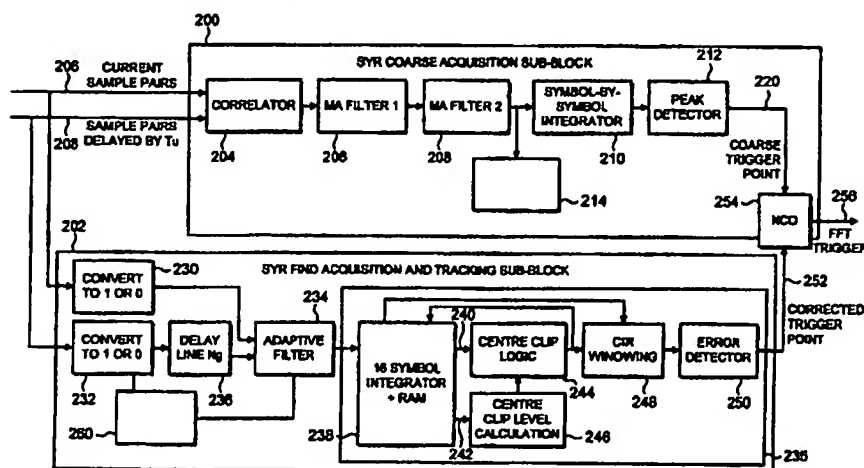 200
SYR COARSE ACQUISITION SUB-BLOCK
206
CURRENT
SAMPLE PAIRS
208
SAMPLE PAIRS
DELAYED BY Tu
CORRELATOR
204
MA FILTER 1
206
MA FILTER 2
208
SYMBOL-BY-
SYMBOL
INTEGRATOR
210
212
PEAK
DETECTOR
220
COARSE
TRIGGER
POINT
214
254
NCO
256
FFT
TRIGGER
202
SYR FIND ACQUISITION AND TRACKING SUB-BLOCK
252
CORRECTED
TRIGGER
POINT
230
CONVERT
TO 1 OR 0
CONVERT
TO 1 OR 0
232
DELAY
LINE Ng
236
234
ADAPTIVE
FILTER
260
16 SYMBOL
INTEGRATOR
+ RAM
238
240
242
CENTRE CLIP
LOGIC
244
CENTRE
CLIP LEVEL
CALCULATION
246
CIR
WINDOWING
248
ERROR
DETECTOR
250
235